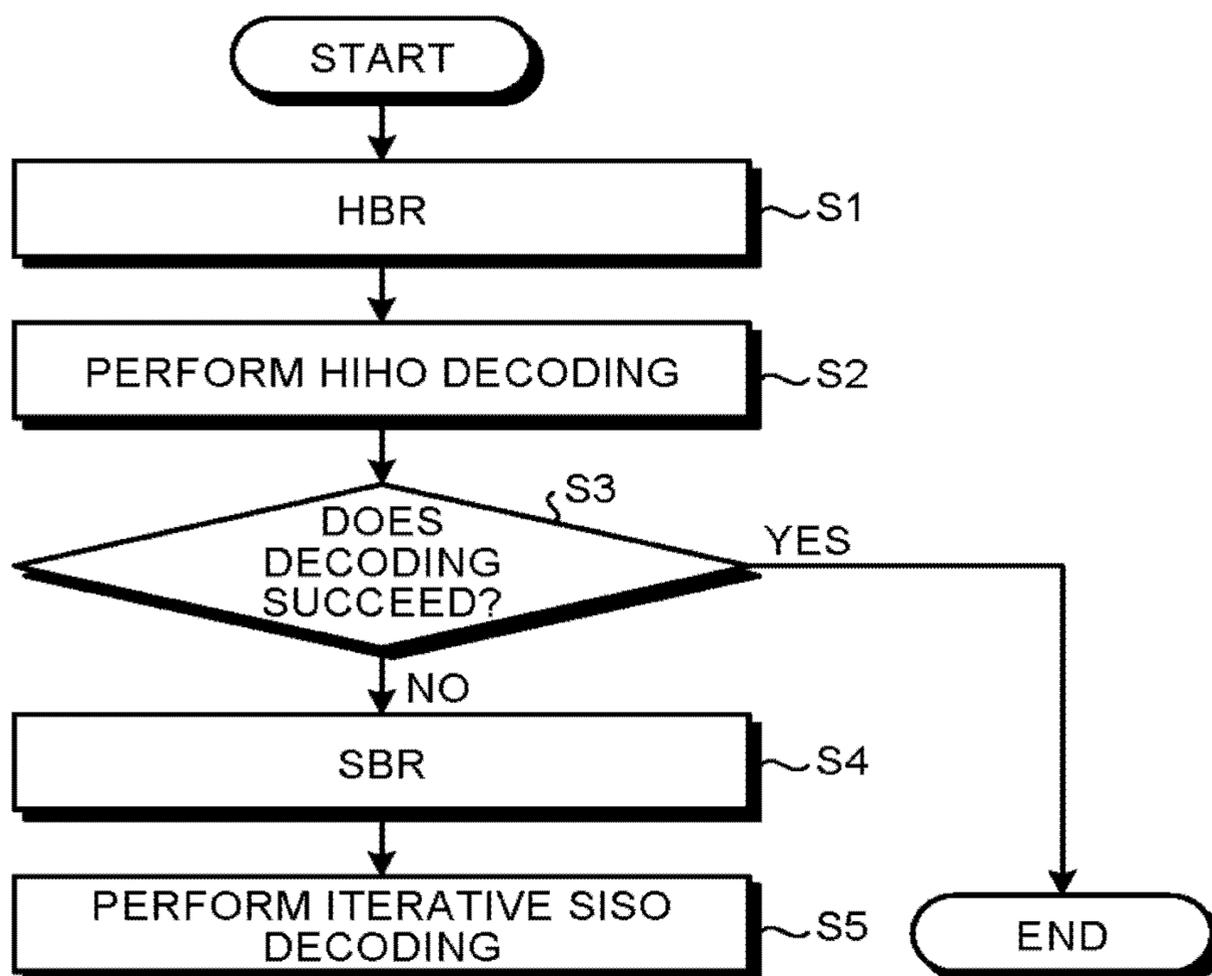 START
HBR
S1
PERFORM HIHO DECODING
S2
S3
DOES
DECODING
SUCCEED?
YES
NO
SBR
S4
PERFORM ITERATIVE SISO
DECODING
S5
END